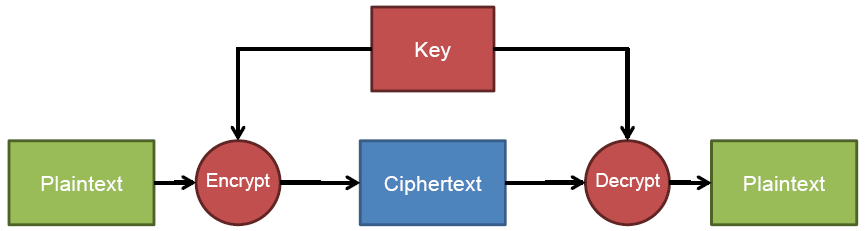 Key
Plaintext
Encrypt
Ciphertext
Decrypt
Plaintext